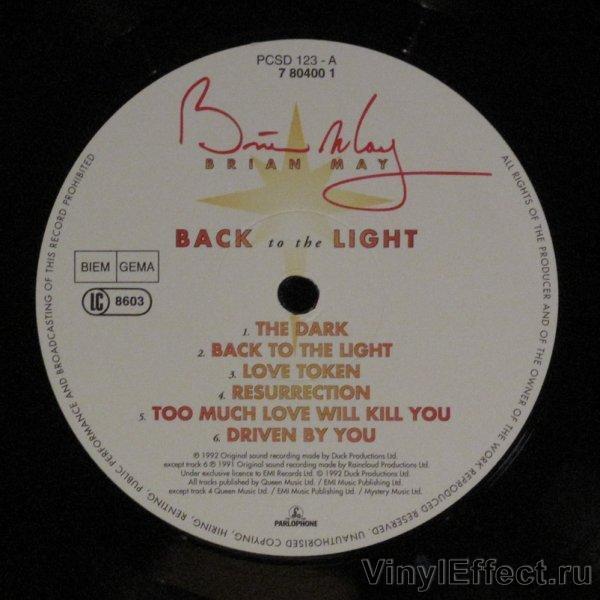 PCSD 123 - A
7 80400 1
Brian May
BRIAN MAY
BACK to the LIGHT
BIEM GEMA
LC 8603
1. THE DARK
2. BACK TO THE LIGHT
3. LOVE TOKEN
4. RESURRECTION
5. TOO MUCH LOVE WILL KILL YOU
6. DRIVEN BY YOU
℗ 1992 Original sound recording made by Duck Productions Ltd.
except track 6 ℗ 1991 Original sound recording made by Raincloud Productions Ltd.
Under exclusive licence to EMI Records Ltd. © 1992 Duck Productions Ltd.
All tracks published by Queen Music Ltd. / EMI Music Publishing Ltd.
except track 4 Queen Music Ltd. / EMI Music Publishing Ltd. / Mystery Music Ltd.
PARLOPHONE
ALL RIGHTS OF THE PRODUCER AND OF THE OWNER OF THE WORK REPRODUCED RESERVED. UNAUTHORISED COPYING, HIRING, RENTING, PUBLIC PERFORMANCE AND BROADCASTING OF THIS RECORD PROHIBITED
VinylEffect.ru